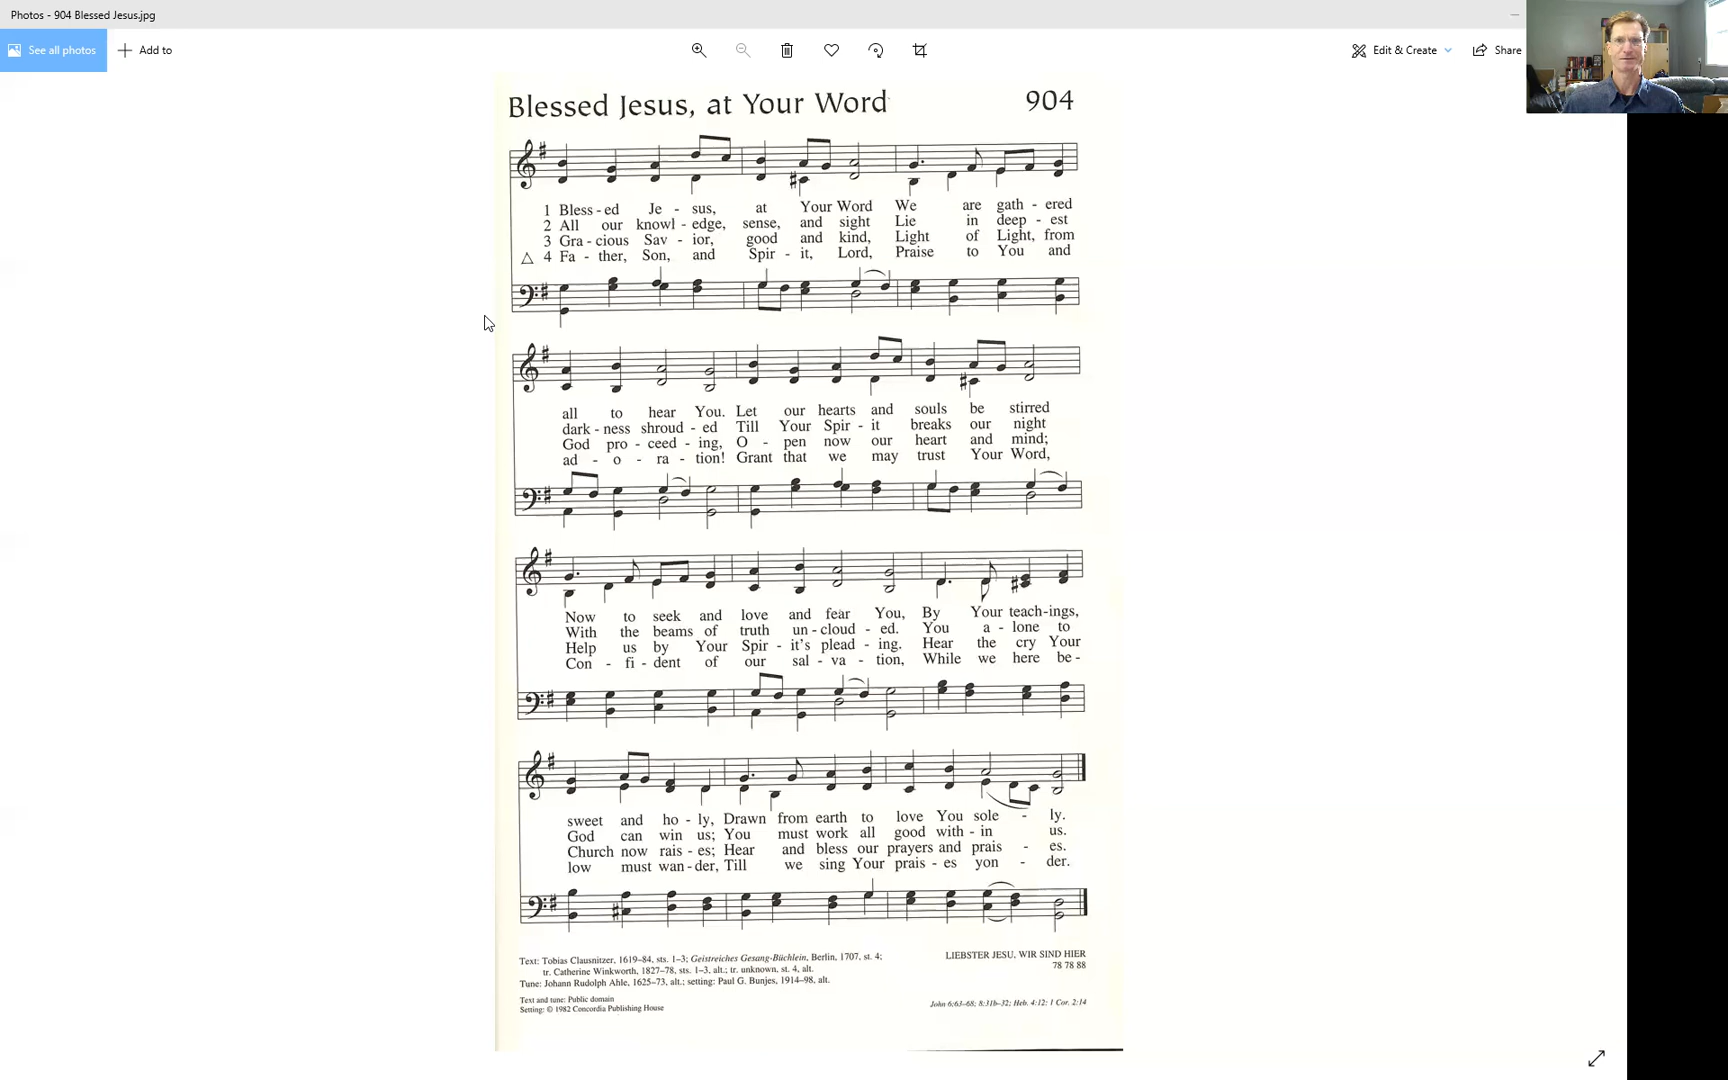 Photos - 904 Blessed Jesus.jpg
See all photos
Add to
Edit & Create
Share
Blessed Jesus, at Your Word 904
1 Bless - ed Je - sus, at Your Word We are gath - ered
2 All our knowl - edge, sense, and sight Lie in deep - est
3 Gra - cious Sav - ior, good and kind, Light of Light, from
△ 4 Fa - ther, Son, and Spir - it, Lord, Praise to You and
all to hear You. Let our hearts and souls be stirred
dark - ness shroud - ed Till Your Spir - it breaks our night
God pro - ceed - ing, O - pen now our heart and mind;
ad - o - ra - tion! Grant that we may trust Your Word,
Now to seek and love and fear You, By Your teach-ings,
With the beams of truth un - cloud - ed. You a - lone to
Help us by Your Spir - it's plead - ing. Hear the cry Your
Con - fi - dent of our sal - va - tion, While we here be -
sweet and ho - ly, Drawn from earth to love You sole - ly.
God can win us; You must work all good with - in us.
Church now rais - es; Hear and bless our prayers and prais - es.
low must wan - der, Till we sing Your prais - es yon - der.
Text: Tobias Clausnitzer, 1619–84, sts. 1–3; Geistreiches Gesang-Büchlein, Berlin, 1707, st. 4;
tr. Catherine Winkworth, 1827–78, sts. 1–3, alt.; tr. unknown, st. 4, alt.
Tune: Johann Rudolph Ahle, 1625–73, alt.; setting: Paul G. Bunjes, 1914–98, alt.
LIEBSTER JESU, WIR SIND HIER
78 78 88
Text and tune: Public domain
Setting: © 1982 Concordia Publishing House
John 6:63–68; 8:31b–32; Heb. 4:12; 1 Cor. 2:14